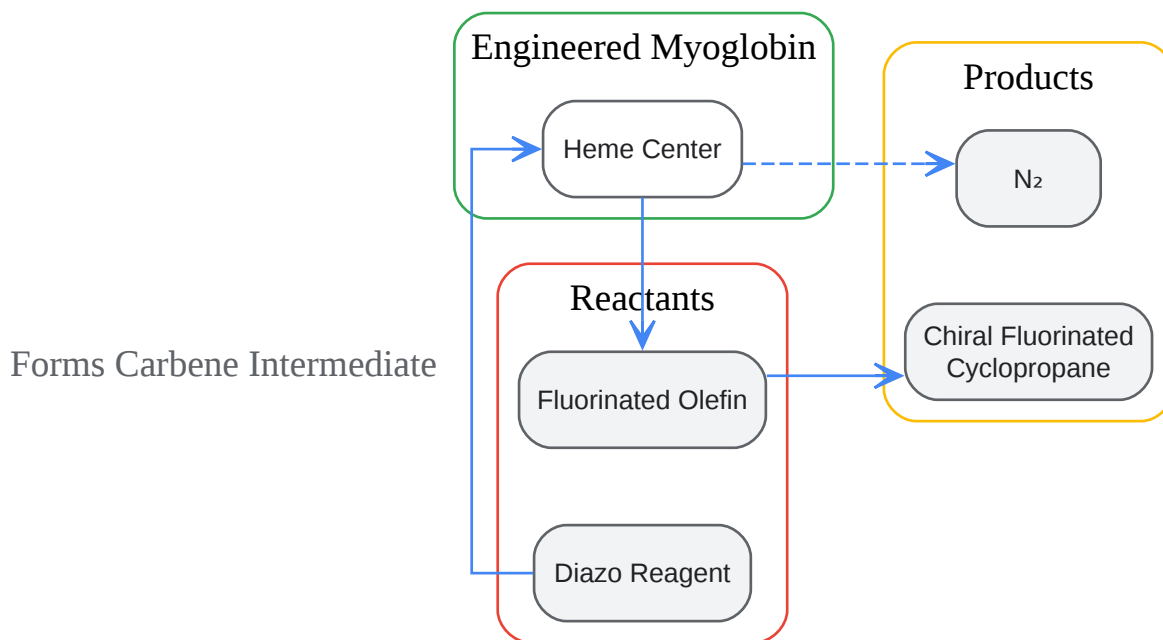 Engineered Myoglobin
Products
Heme Center
N₂
Reactants
Chiral Fluorinated
Cyclopropane
Forms Carbene Intermediate
Fluorinated Olefin
Diazo Reagent